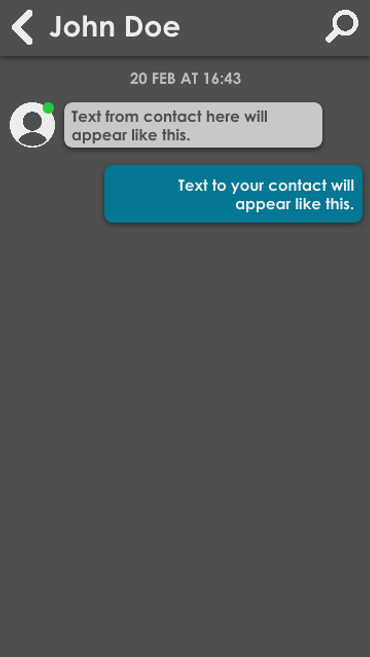 John Doe
20 FEB AT 16:43
Text from contact here will
appear like this.
Text to your contact will
appear like this.